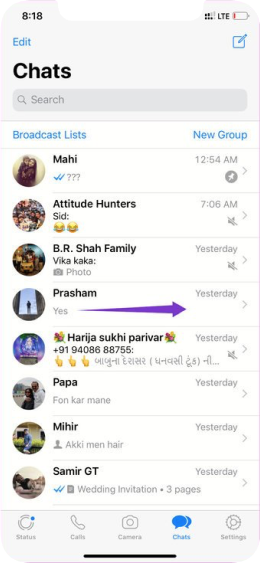 8:18 LTE
Edit
Chats
Search
Broadcast Lists New Group
Mahi 12:54 AM
???
Attitude Hunters 7:06 AM
Sid:
😂😂
B.R. Shah Family Yesterday
Vika kaka:
Photo
Prasham Yesterday
Yes
💐Harija sukhi parivar💐 Yesterday
+91 94086 88755:
👆👆👆 બાબુના દેરાસર ( ધનવસી ટૂંક) ની...
Papa Yesterday
Fon kar mane
Mihir Yesterday
Akki men hair
Samir GT Yesterday
Wedding Invitation • 3 pages
Status Calls Camera Chats Settings